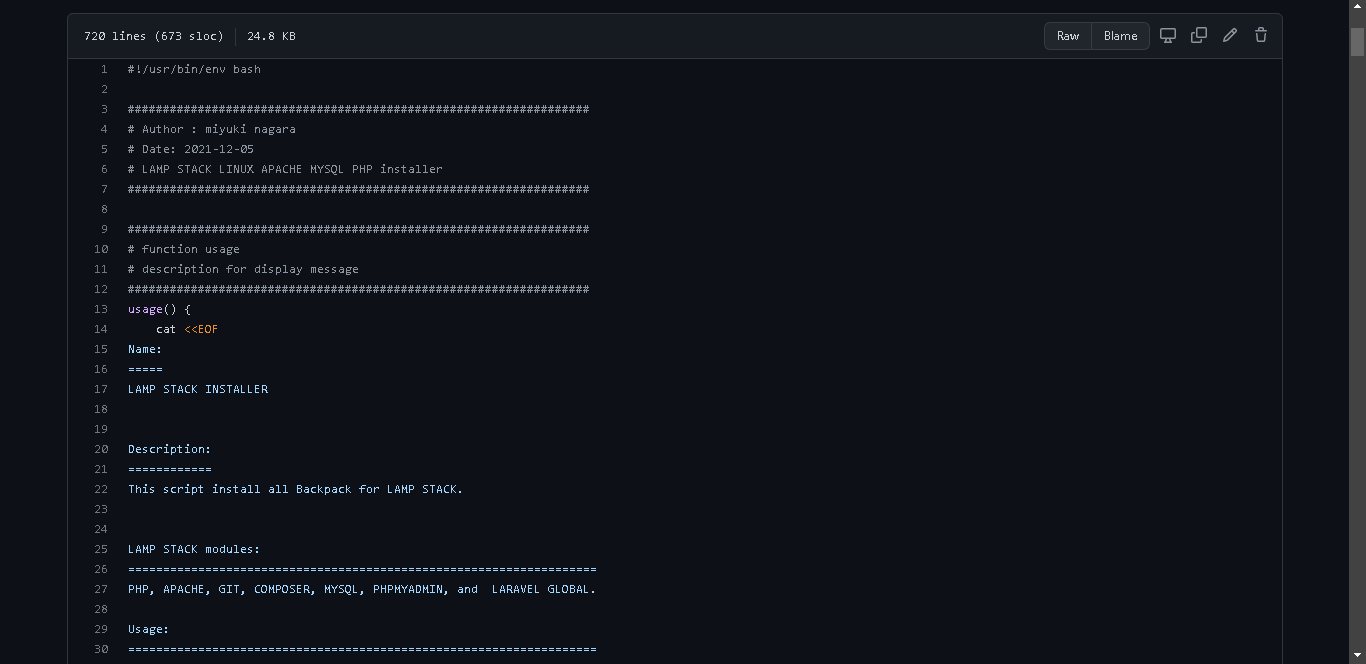 720 lines (673 sloc) 24.8 KB Raw Blame
1 #!/usr/bin/env bash
2
3 ##################################################################
4 # Author : miyuki nagara
5 # Date: 2021-12-05
6 # LAMP STACK LINUX APACHE MYSQL PHP installer
7 ##################################################################
8
9 ##################################################################
10 # function usage
11 # description for display message
12 ##################################################################
13 usage() {
14 cat <<EOF
15 Name:
16 =====
17 LAMP STACK INSTALLER
18
19
20 Description:
21 ============
22 This script install all Backpack for LAMP STACK.
23
24
25 LAMP STACK modules:
26 ===================================================================
27 PHP, APACHE, GIT, COMPOSER, MYSQL, PHPMYADMIN, and  LARAVEL GLOBAL.
28
29 Usage:
30 ===================================================================